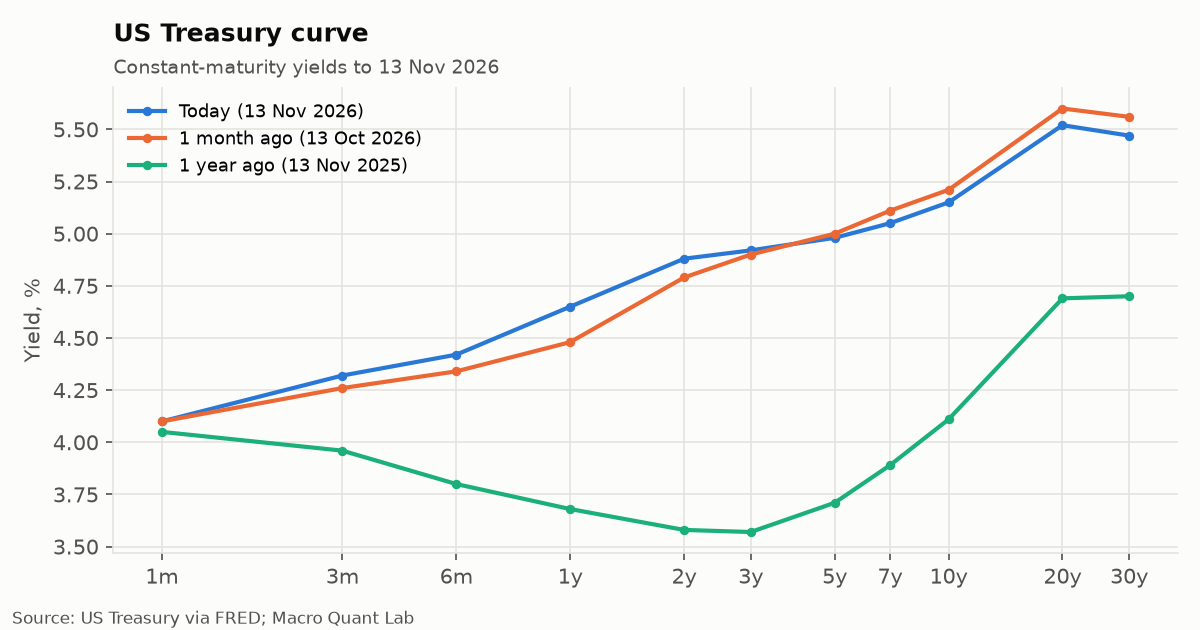 US Treasury curve
Constant-maturity yields to 13 Nov 2026
Today (13 Nov 2026)
1 month ago (13 Oct 2026)
1 year ago (13 Nov 2025)
Yield, %
5.50
5.25
5.00
4.75
4.50
4.25
4.00
3.75
3.50
1m 3m 6m 1y 2y 3y 5y 7y 10y 20y 30y
Source: US Treasury via FRED; Macro Quant Lab